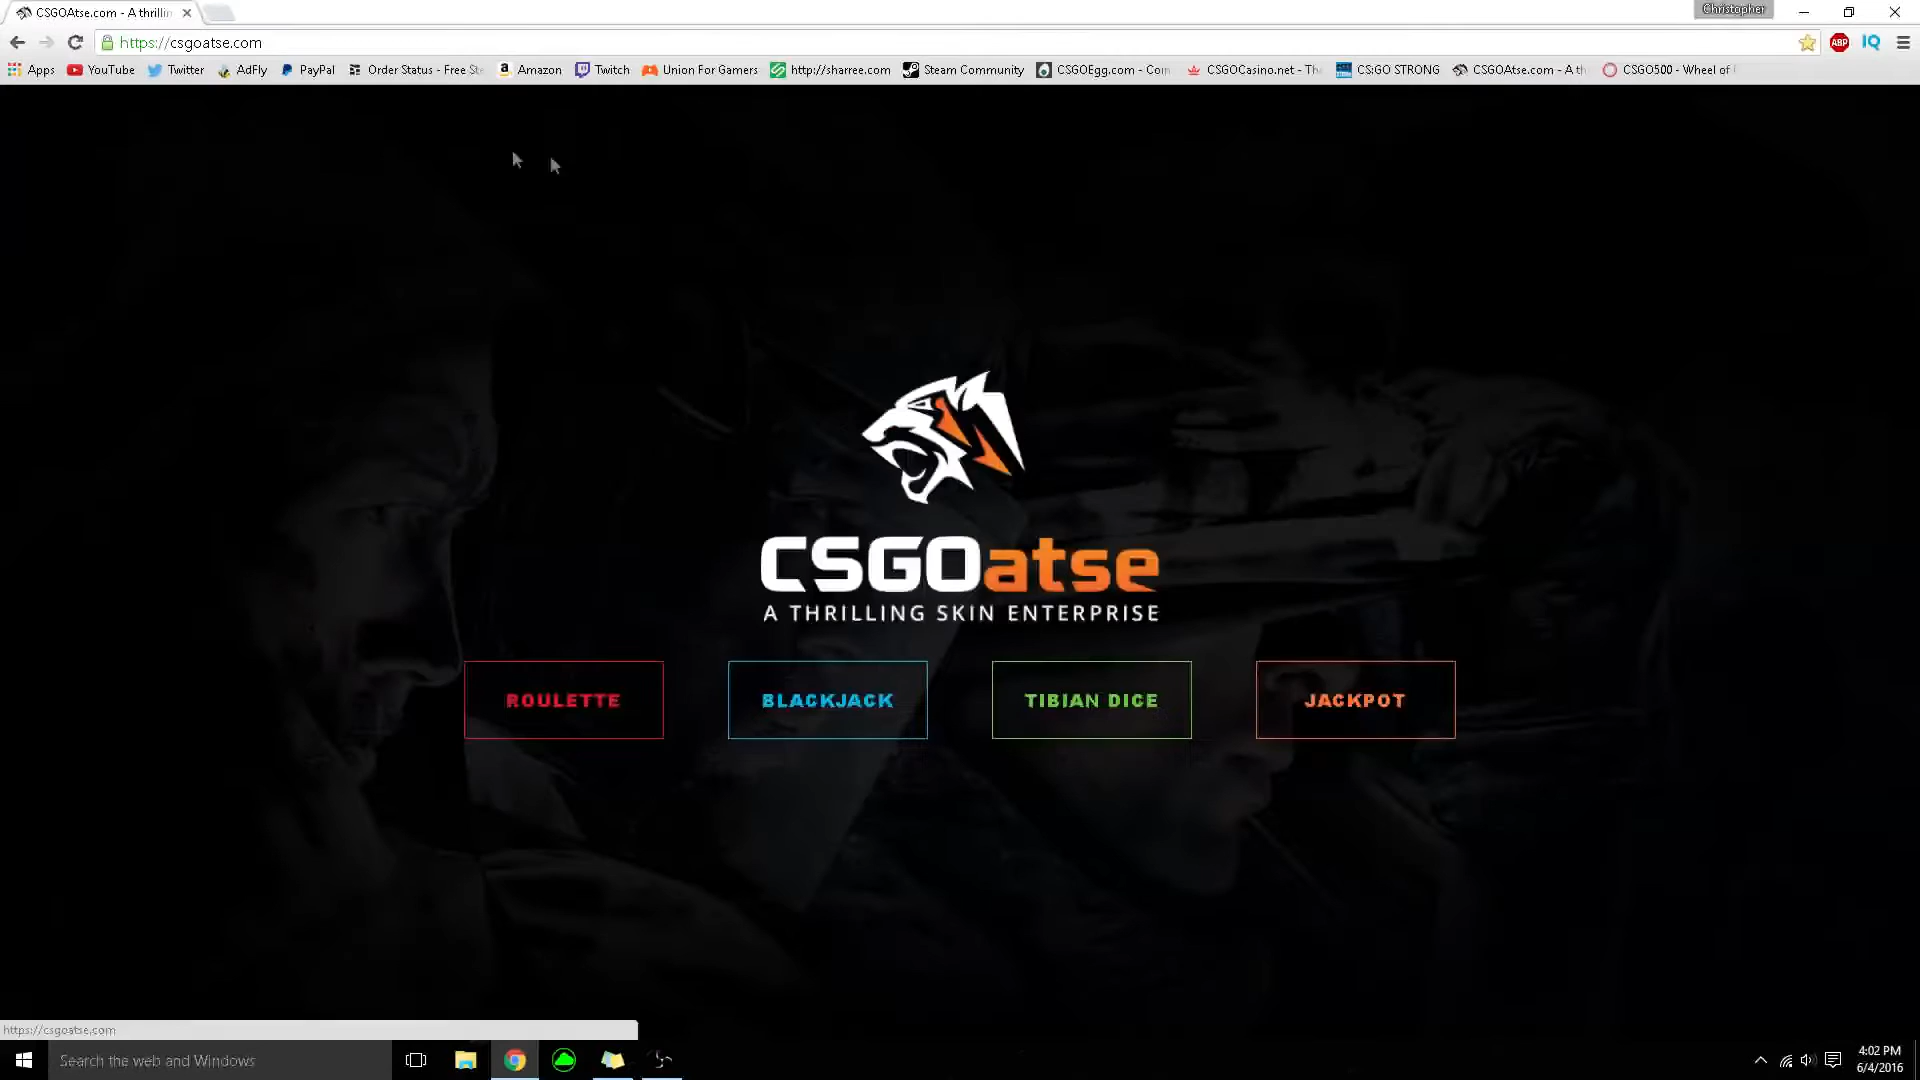 CSGOAtse.com - A thrillin
Christopher
https://csgoatse.com
ABP
IQ
Apps YouTube Twitter AdFly PayPal Order Status - Free St Amazon Twitch Union For Gamers http://sharree.com Steam Community CSGOEgg.com - Com CSGOCasino.net - Th CS:GO STRONG CSGOAtse.com - A th CSGO500 - Wheel of
CSGOatse
A THRILLING SKIN ENTERPRISE
ROULETTE BLACKJACK TIBIAN DICE JACKPOT
https://csgoatse.com
Search the web and Windows
4:02 PM
6/4/2016